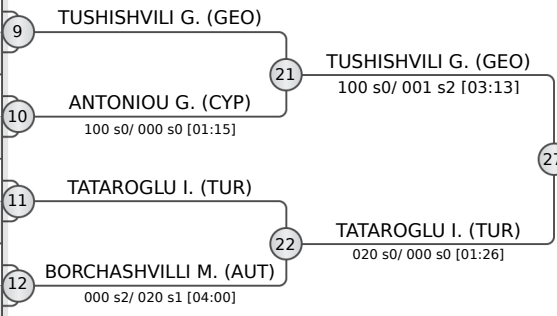 9
TUSHISHVILI G. (GEO)
21
TUSHISHVILI G. (GEO)
100 s0/ 001 s2 [03:13]
10
ANTONIOU G. (CYP)
100 s0/ 000 s0 [01:15]
27
11
TATAROGLU I. (TUR)
22
TATAROGLU I. (TUR)
020 s0/ 000 s0 [01:26]
12
BORCHASHVILLI M. (AUT)
000 s2/ 020 s1 [04:00]